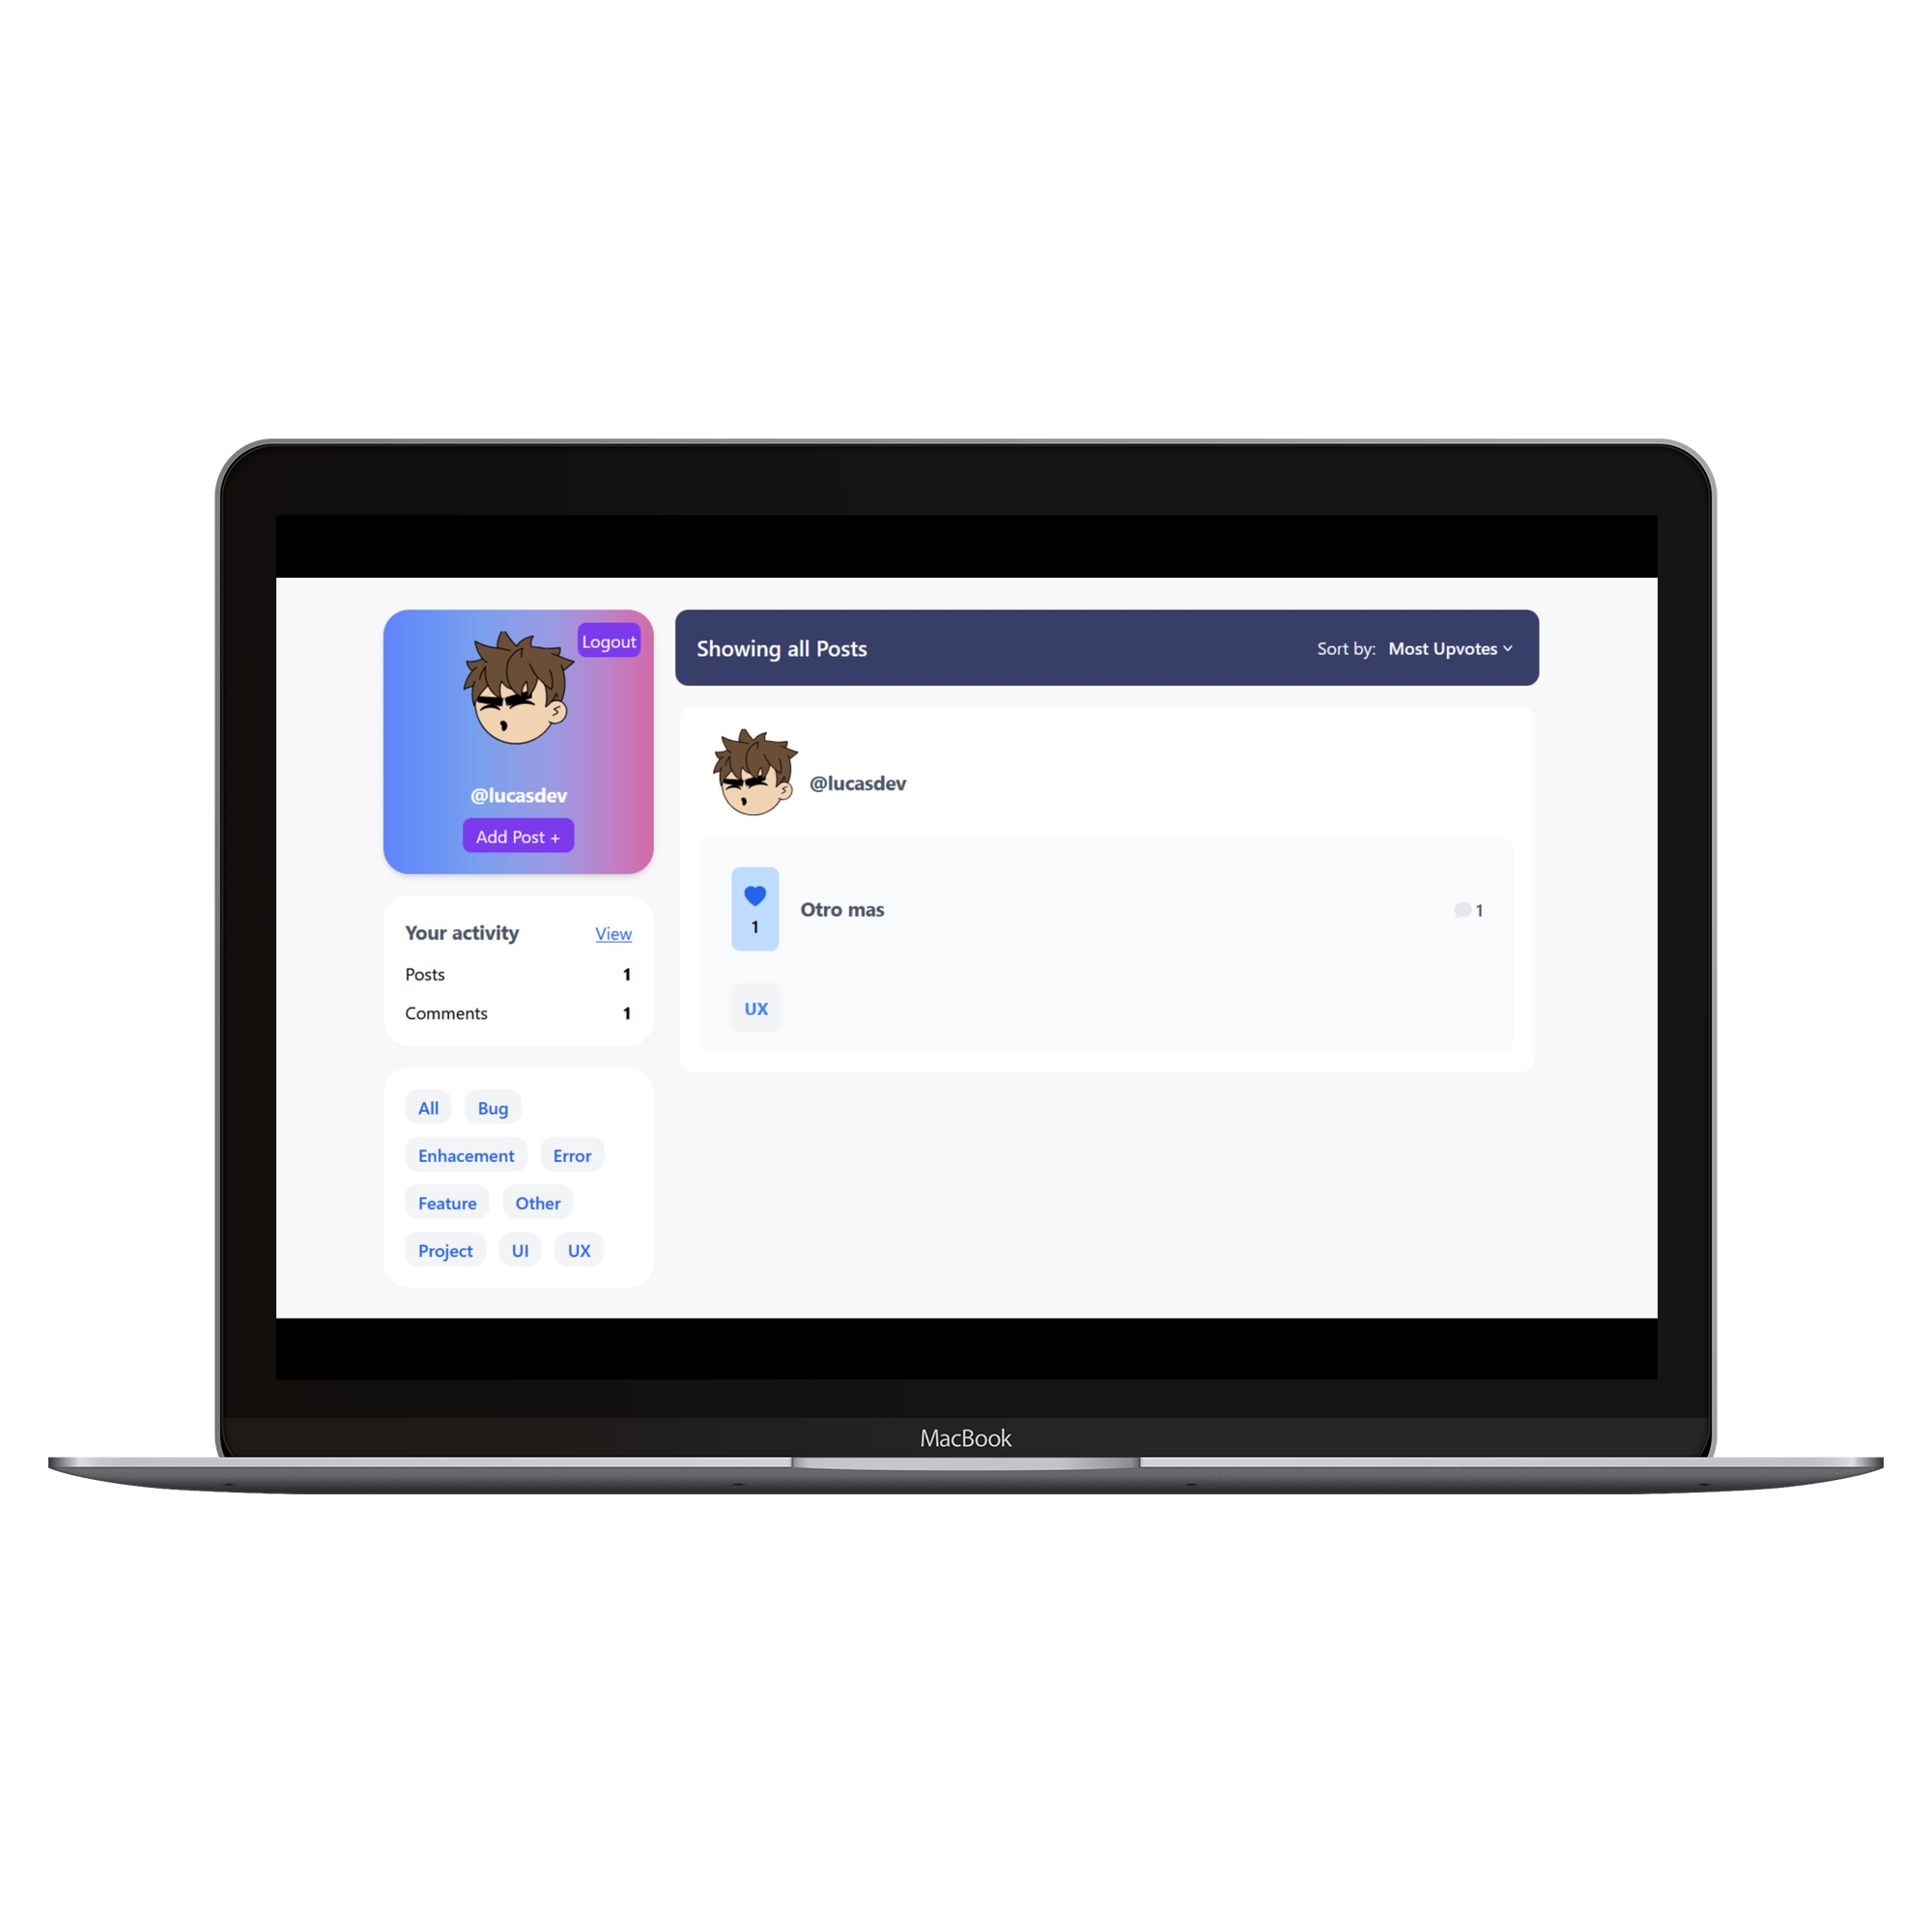 Logout
@lucasdev
Add Post +
Your activity View
Posts 1
Comments 1
All Bug
Enhacement Error
Feature Other
Project UI UX
Showing all Posts Sort by: Most Upvotes
@lucasdev
1 Otro mas 1
UX
MacBook